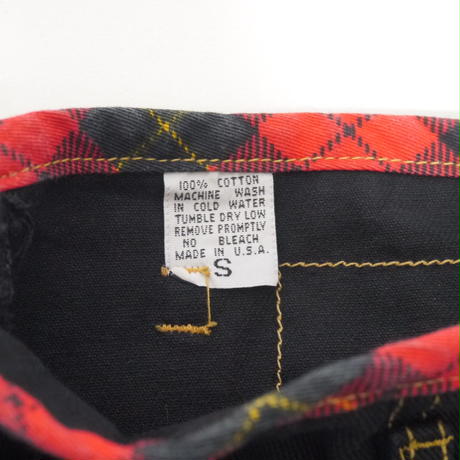 100% COTTON
MACHINE WASH
IN COLD WATER
TUMBLE DRY LOW
REMOVE PROMPTLY
NO BLEACH
MADE IN U.S.A.
S